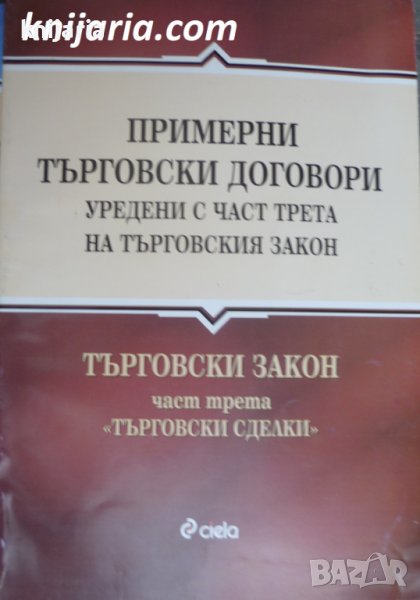 knijaria.com
ПРИМЕРНИ
ТЪРГОВСКИ ДОГОВОРИ
УРЕДЕНИ С ЧАСТ ТРЕТА
НА ТЪРГОВСКИЯ ЗАКОН
ТЪРГОВСКИ ЗАКОН
част трета
«ТЪРГОВСКИ СДЕЛКИ»
ciela
BAZAR